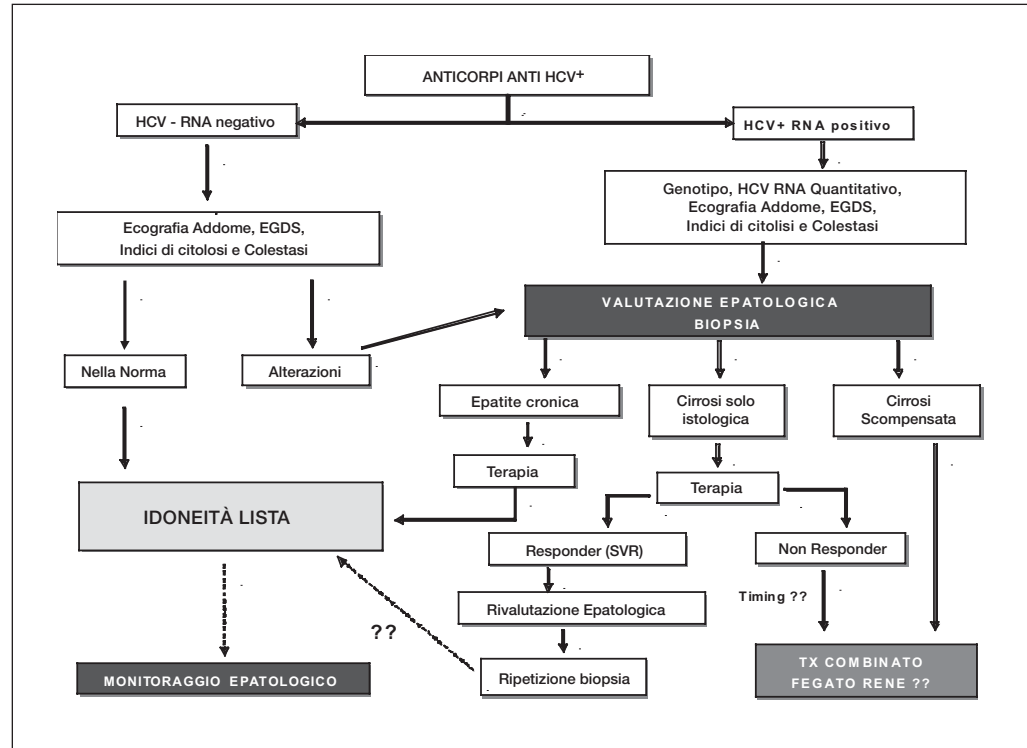 ANTICORPI ANTI HCV+
HCV - RNA negativo
HCV+ RNA positivo
Genotipo, HCV RNA Quantitativo,
Ecografia Addome, EGDS,
Indici di citolisi e Colestasi
Ecografia Addome, EGDS,
Indici di citolosi e Colestasi
VALUTAZIONE EPATOLOGICA
BIOPSIA
Nella Norma
Alterazioni
Epatite cronica
Cirrosi solo
istologica
Cirrosi
Scompensata
Terapia
Terapia
IDONEITÀ LISTA
Responder (SVR)
Non Responder
Timing ??
Rivalutazione Epatologica
??
Ripetizione biopsia
MONITORAGGIO EPATOLOGICO
TX COMBINATO
FEGATO RENE ??